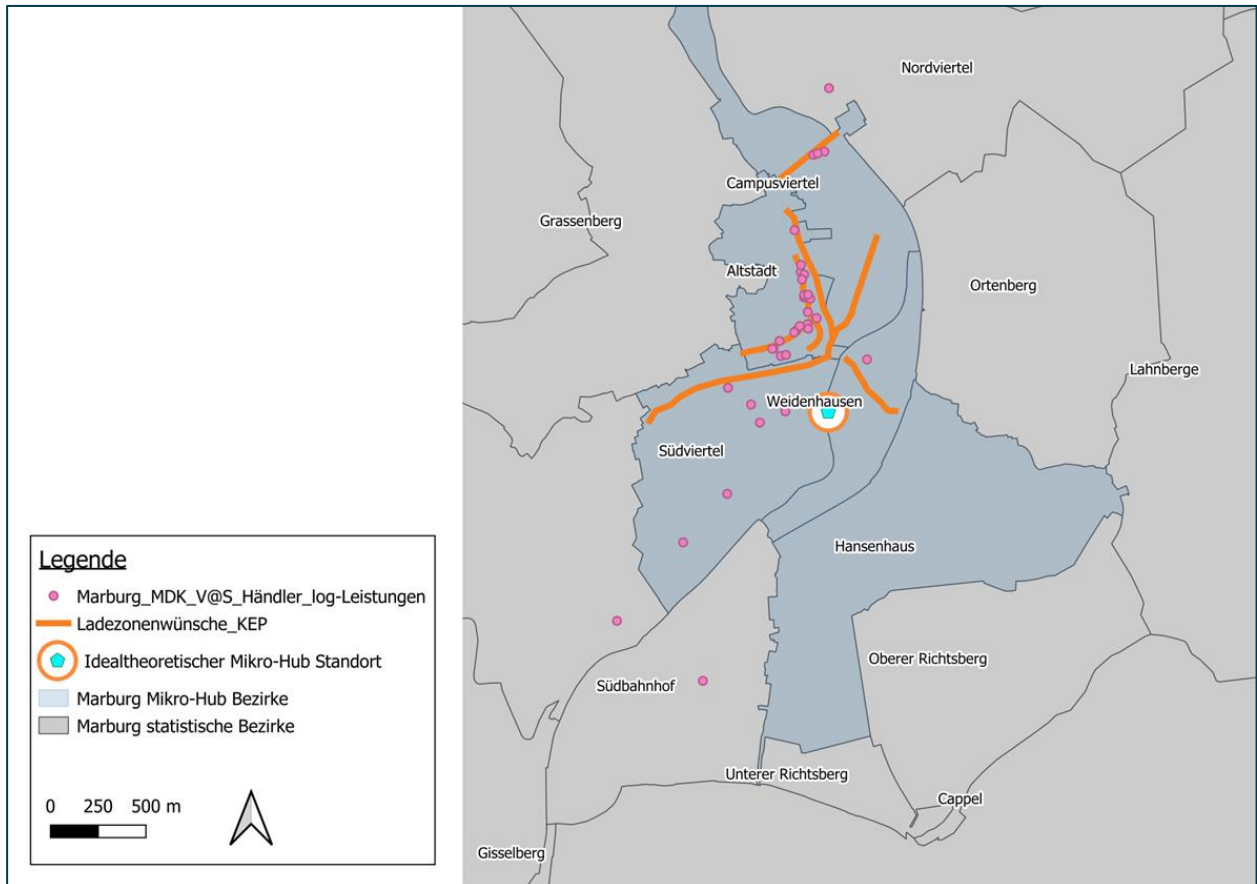 Nordviertel
Campusviertel
Grassenberg
Altstadt
Ortenberg
Lahnberge
Weidenhausen
Südviertel
Hansenhaus
Oberer Richtsberg
Südbahnhof
Unterer Richtsberg
Cappel
Gisselberg
Legende
Marburg_MDK_V@S_Händler_log-Leistungen
Ladezonenwünsche_KEP
Idealtheoretischer Mikro-Hub Standort
Marburg Mikro-Hub Bezirke
Marburg statistische Bezirke
0 250 500 m